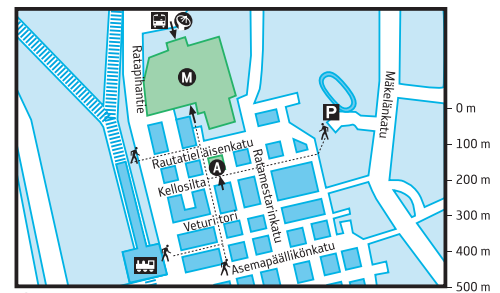 Ratapihantie
M
Mäkelänkatu
P
0 m
Rautatieläisenkatu
100 m
A
Kellosilta
Ratamestarinkatu
200 m
Veturitori
300 m
Asemapäällikönkatu
400 m
500 m